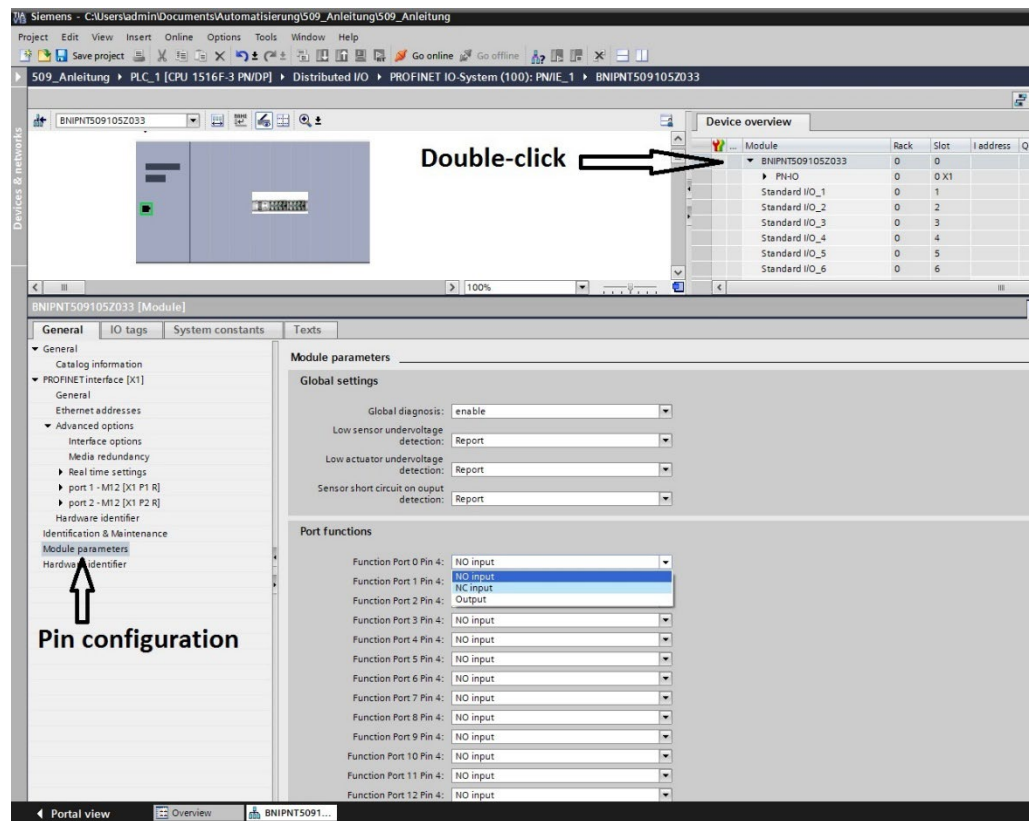 Siemens - C:\Users\admin\Documents\Automatisierung\509_Anleitung\509_Anleitung
Project Edit View Insert Online Options Tools Window Help
Save project Go online Go offline
509_Anleitung PLC_1 [CPU 1516F-3 PN/DP] Distributed I/O PROFINET IO-System (100): PN/IE_1 BNIPNT509105Z033
Devices & networks
BNIPNT509105Z033
Device overview
Double-click
... Module Rack Slot I address Q
BNIPNT509105Z033 0 0
PN-IO 0 0 X1
Standard I/O_1 0 1
Standard I/O_2 0 2
Standard I/O_3 0 3
Standard I/O_4 0 4
Standard I/O_5 0 5
Standard I/O_6 0 6
100%
BNIPNT509105Z033 [Module]
General IO tags System constants Texts
General
Catalog information
PROFINET interface [X1]
General
Ethernet addresses
Advanced options
Interface options
Media redundancy
Real time settings
port 1 - M12 [X1 P1 R]
port 2 - M12 [X1 P2 R]
Hardware identifier
Identification & Maintenance
Module parameters
Hardware identifier
Pin configuration
Module parameters
Global settings
Global diagnosis: enable
Low sensor undervoltage
detection: Report
Low actuator undervoltage
detection: Report
Sensor short circuit on ouput
detection: Report
Port functions
Function Port 0 Pin 4: NO input
Function Port 1 Pin 4: NO input
NC input
Function Port 2 Pin 4: Output
Function Port 3 Pin 4: NO input
Function Port 4 Pin 4: NO input
Function Port 5 Pin 4: NO input
Function Port 6 Pin 4: NO input
Function Port 7 Pin 4: NO input
Function Port 8 Pin 4: NO input
Function Port 9 Pin 4: NO input
Function Port 10 Pin 4: NO input
Function Port 11 Pin 4: NO input
Function Port 12 Pin 4: NO input
Portal view Overview BNIPNT5091...